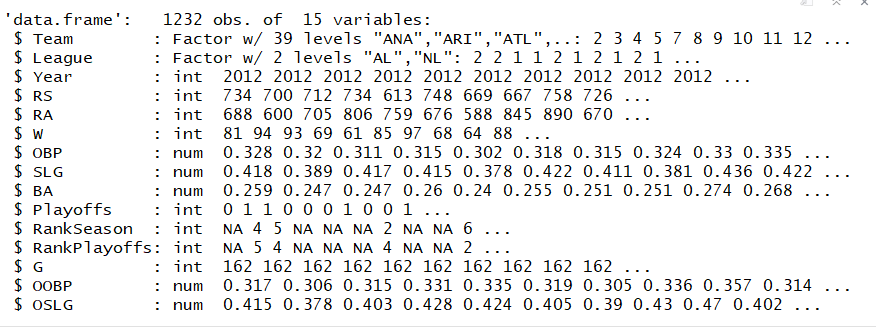 'data.frame':   1232 obs. of  15 variables:
 $ Team        : Factor w/ 39 levels "ANA","ARI","ATL",..: 2 3 4 5 7 8 9 10 11 12 ...
 $ League      : Factor w/ 2 levels "AL","NL": 2 2 1 1 2 1 2 1 2 1 ...
 $ Year        : int  2012 2012 2012 2012 2012 2012 2012 2012 2012 2012 ...
 $ RS          : int  734 700 712 734 613 748 669 667 758 726 ...
 $ RA          : int  688 600 705 806 759 676 588 845 890 670 ...
 $ W           : int  81 94 93 69 61 85 97 68 64 88 ...
 $ OBP         : num  0.328 0.32 0.311 0.315 0.302 0.318 0.315 0.324 0.33 0.335 ...
 $ SLG         : num  0.418 0.389 0.417 0.415 0.378 0.422 0.411 0.381 0.436 0.422 ...
 $ BA          : num  0.259 0.247 0.247 0.26 0.24 0.255 0.251 0.251 0.274 0.268 ...
 $ Playoffs    : int  0 1 1 0 0 0 1 0 0 1 ...
 $ RankSeason  : int  NA 4 5 NA NA NA 2 NA NA 6 ...
 $ RankPlayoffs: int  NA 5 4 NA NA NA 4 NA NA 2 ...
 $ G           : int  162 162 162 162 162 162 162 162 162 162 ...
 $ OOBP        : num  0.317 0.306 0.315 0.331 0.335 0.319 0.305 0.336 0.357 0.314 ...
 $ OSLG        : num  0.415 0.378 0.403 0.428 0.424 0.405 0.39 0.43 0.47 0.402 ...